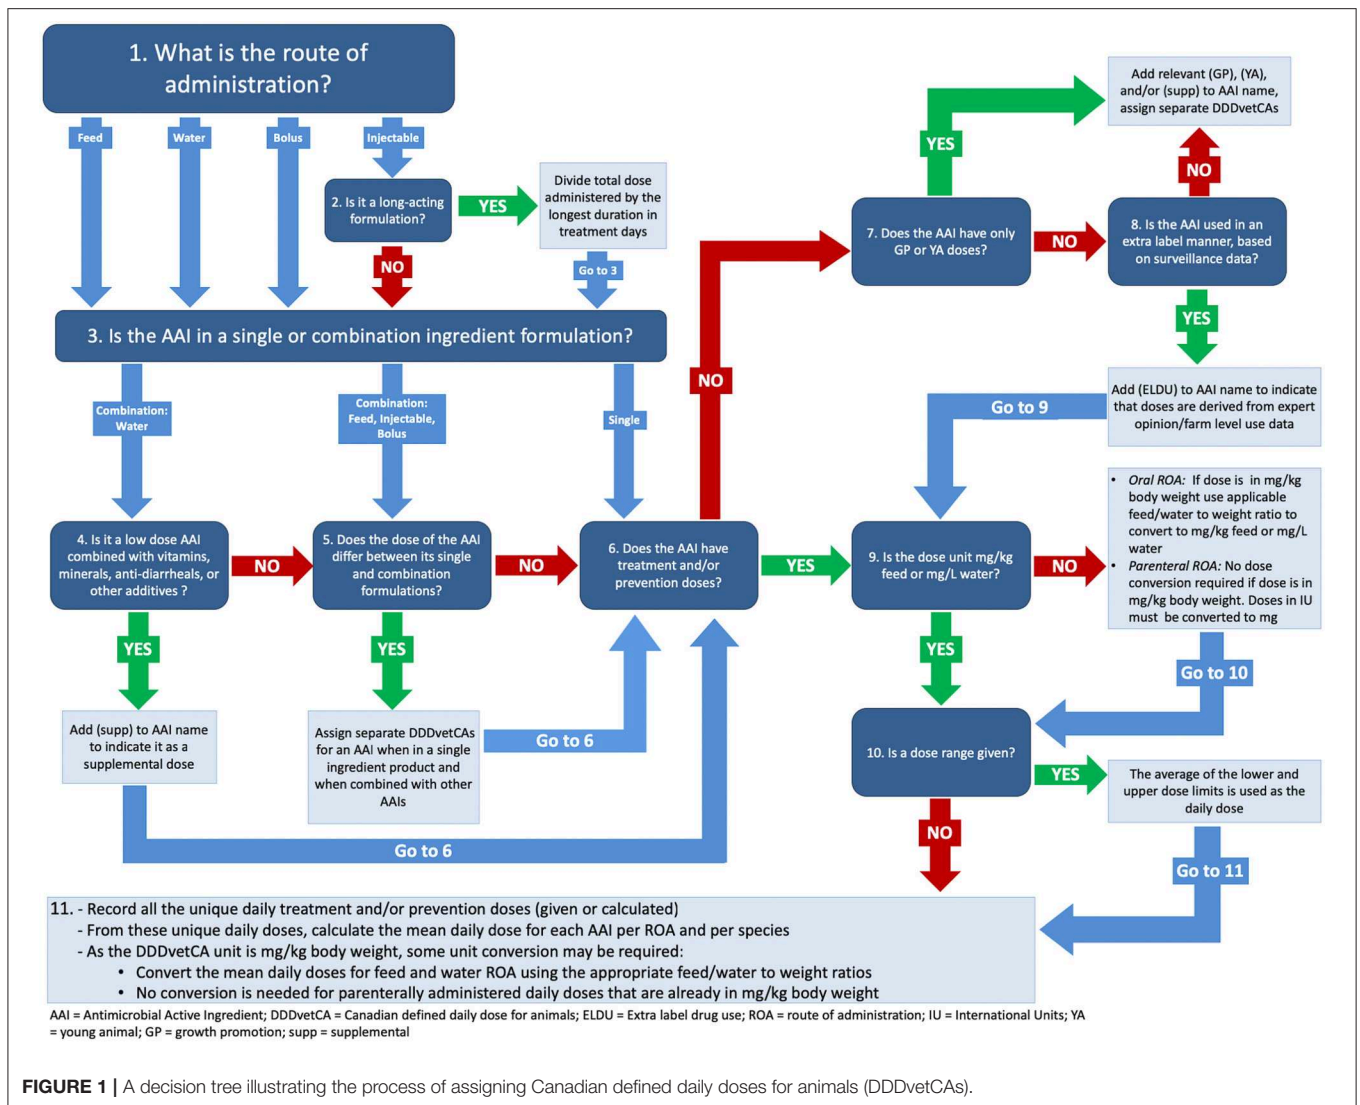 1. What is the route of
administration?
Feed
Water
Bolus
Injectable
2. Is it a long-acting
formulation?
YES
Divide total dose
administered by the
longest duration in
treatment days
NO
Go to 3
3. Is the AAI in a single or combination ingredient formulation?
Combination:
Water
Combination:
Feed, Injectable,
Bolus
Single
4. Is it a low dose AAI
combined with vitamins,
minerals, anti-diarrheals, or
other additives ?
NO
5. Does the dose of the AAI
differ between its single
and combination
formulations?
NO
6. Does the AAI have
treatment and/or
prevention doses?
YES
YES
Add (supp) to AAI name
to indicate it as a
supplemental dose
Assign separate DDDvetCAs
for an AAI when in a single
ingredient product and
when combined with other
AAIs
Go to 6
Go to 6
NO
YES
7. Does the AAI have only
GP or YA doses?
YES
Add relevant (GP), (YA),
and/or (supp) to AAI name,
assign separate DDDvetCAs
NO
NO
8. Is the AAI used in an
extra label manner, based
on surveillance data?
YES
Add (ELDU) to AAI name to indicate
that doses are derived from expert
opinion/farm level use data
Go to 9
9. Is the dose unit mg/kg
feed or mg/L water?
NO
• Oral ROA: If dose is in mg/kg
body weight use applicable
feed/water to weight ratio to
convert to mg/kg feed or mg/L
water
• Parenteral ROA: No dose
conversion required if dose is in
mg/kg body weight. Doses in IU
must be converted to mg
YES
Go to 10
10. Is a dose range given?
YES
The average of the lower and
upper dose limits is used as the
daily dose
NO
Go to 11
11. - Record all the unique daily treatment and/or prevention doses (given or calculated)
- From these unique daily doses, calculate the mean daily dose for each AAI per ROA and per species
- As the DDDvetCA unit is mg/kg body weight, some unit conversion may be required:
• Convert the mean daily doses for feed and water ROA using the appropriate feed/water to weight ratios
• No conversion is needed for parenterally administered daily doses that are already in mg/kg body weight
AAI = Antimicrobial Active Ingredient; DDDvetCA = Canadian defined daily dose for animals; ELDU = Extra label drug use; ROA = route of administration; IU = International Units; YA
= young animal; GP = growth promotion; supp = supplemental
FIGURE 1 | A decision tree illustrating the process of assigning Canadian defined daily doses for animals (DDDvetCAs).